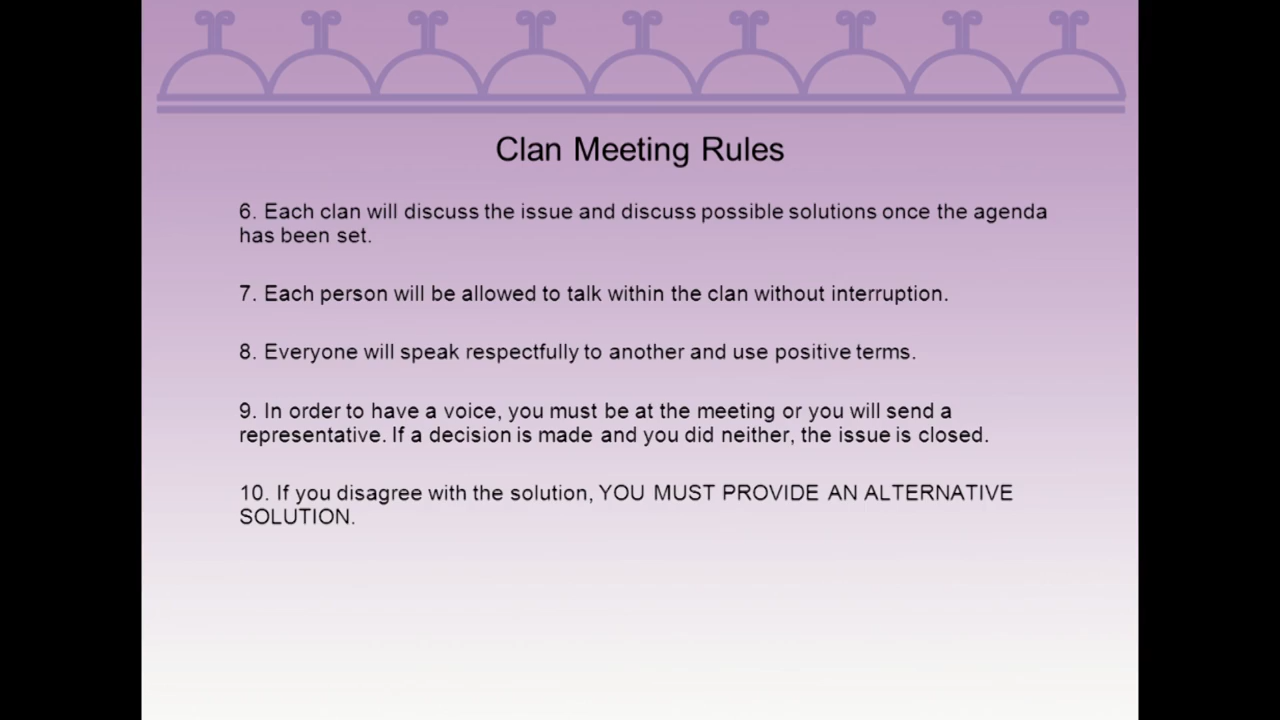 Clan Meeting Rules
6. Each clan will discuss the issue and discuss possible solutions once the agenda
has been set.
7. Each person will be allowed to talk within the clan without interruption.
8. Everyone will speak respectfully to another and use positive terms.
9. In order to have a voice, you must be at the meeting or you will send a
representative. If a decision is made and you did neither, the issue is closed.
10. If you disagree with the solution, YOU MUST PROVIDE AN ALTERNATIVE
SOLUTION.